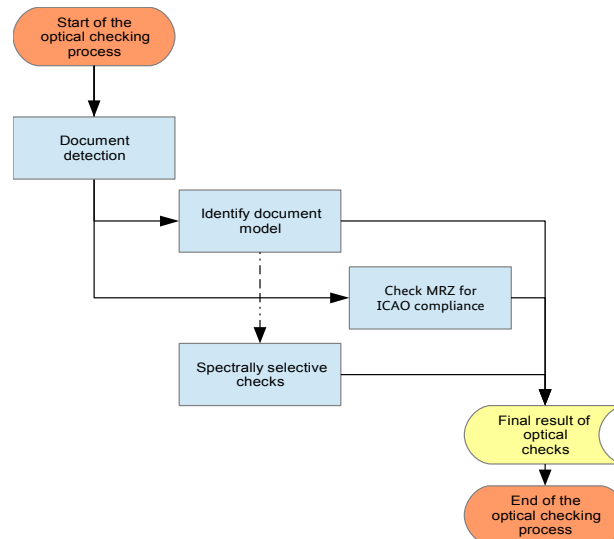 Start of the
optical checking
process
Document
detection
Identify document
model
Check MRZ for
ICAO compliance
Spectrally selective
checks
Final result of
optical
checks
End of the
optical checking
process